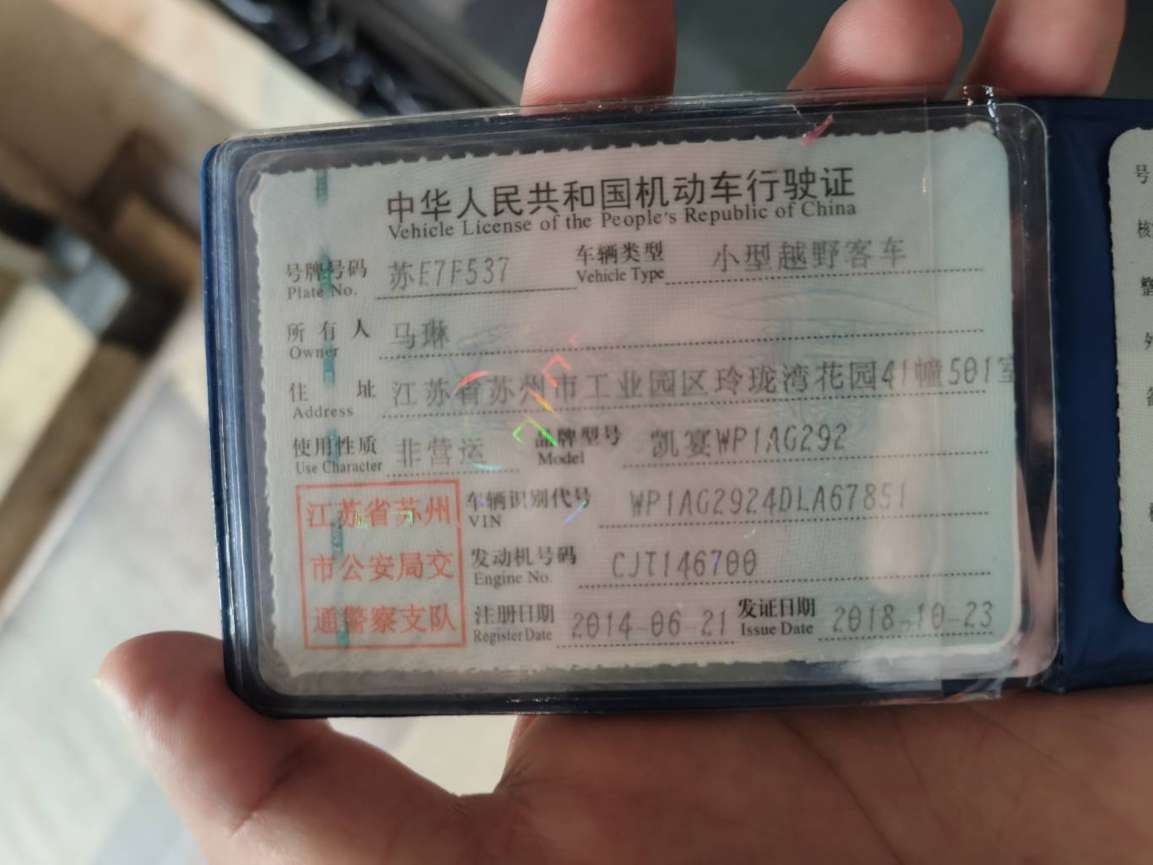 中华人民共和国机动车行驶证
Vehicle License of the People's Republic of China
号牌号码 苏E7F537 车辆类型 小型越野客车
Plate No. Vehicle Type
所有人 马琳
Owner
住址 江苏省苏州市工业园区玲珑湾花园41幢501室
Address
使用性质 非营运 品牌型号 凯宴WP1AG292
Use Character Model
江苏省苏州 车辆识别代号 WP1AG2924DLA67851
VIN
市公安局交 发动机号码 CJT146700
Engine No.
通警察支队 注册日期 2014-06-21 发证日期 2018-10-23
Register Date Issue Date
号
核
整
外